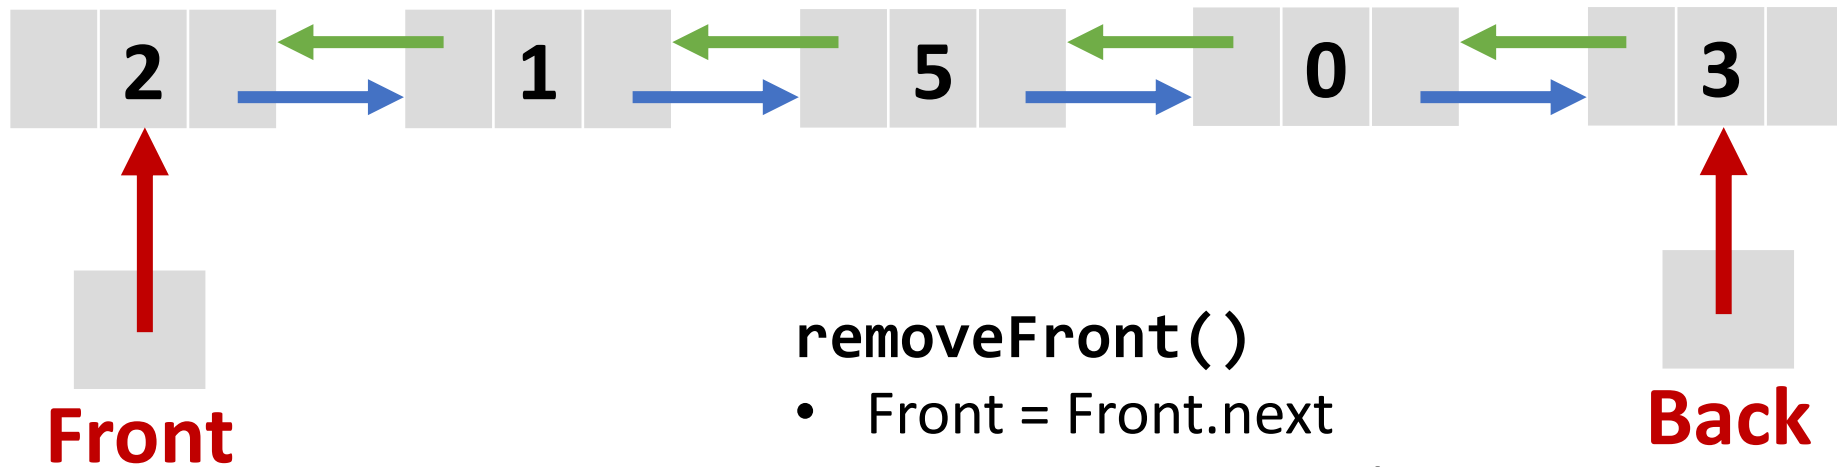 2 1 5 0 3
removeFront()
• Front = Front.next
Front Back